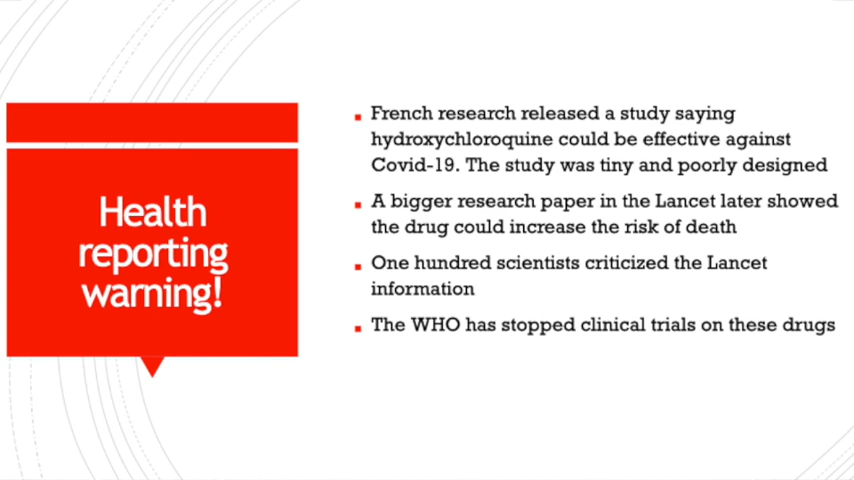 Health
reporting
warning!
French research released a study saying
hydroxychloroquine could be effective against
Covid-19. The study was tiny and poorly designed
A bigger research paper in the Lancet later showed
the drug could increase the risk of death
One hundred scientists criticized the Lancet
information
The WHO has stopped clinical trials on these drugs